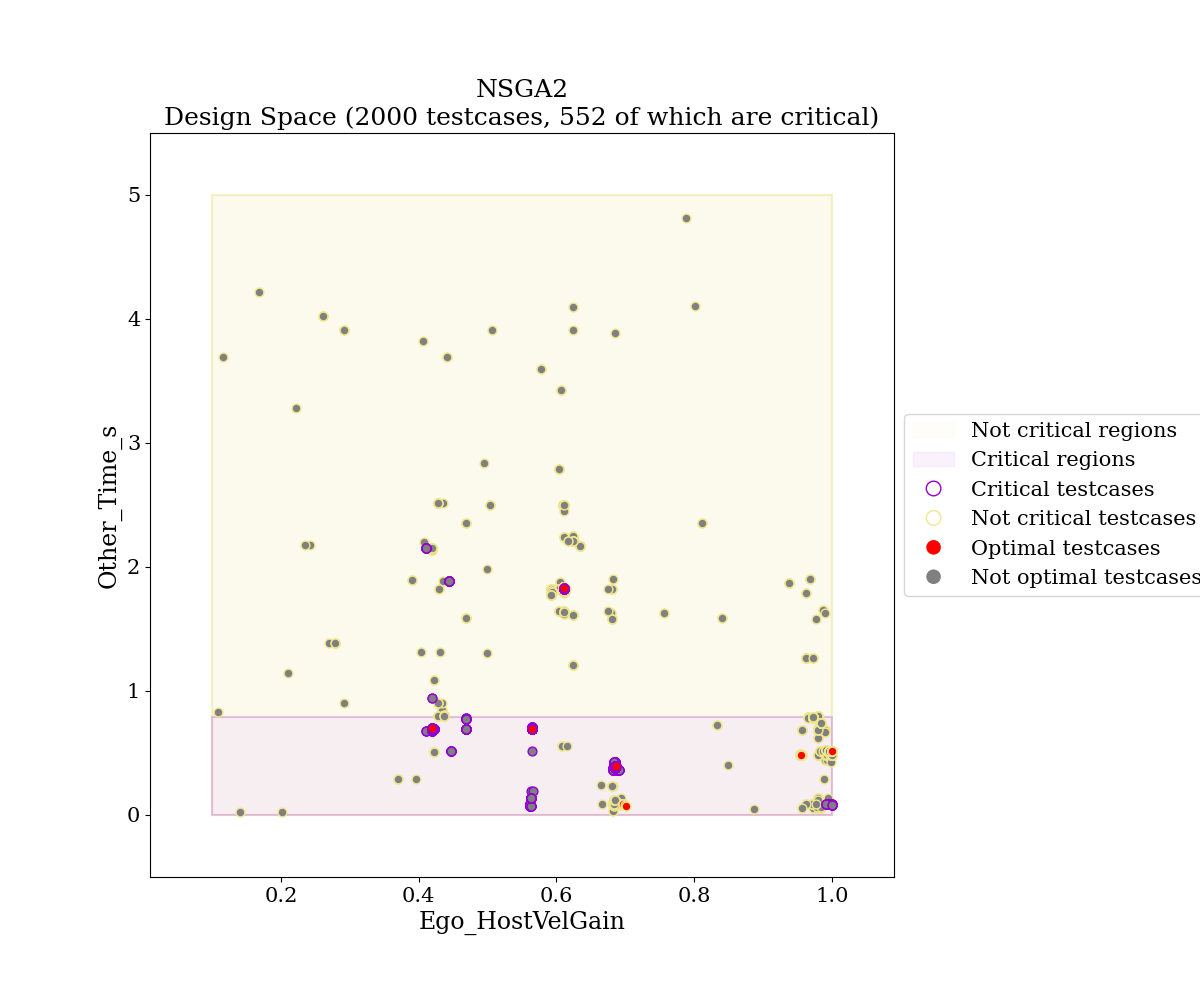 NSGA2
Design Space (2000 testcases, 552 of which are critical)
5
4
3
2
1
0
Other_Time_s
0.2
0.4
0.6
0.8
1.0
Ego_HostVelGain
Not critical regions
Critical regions
Critical testcases
Not critical testcases
Optimal testcases
Not optimal testcases